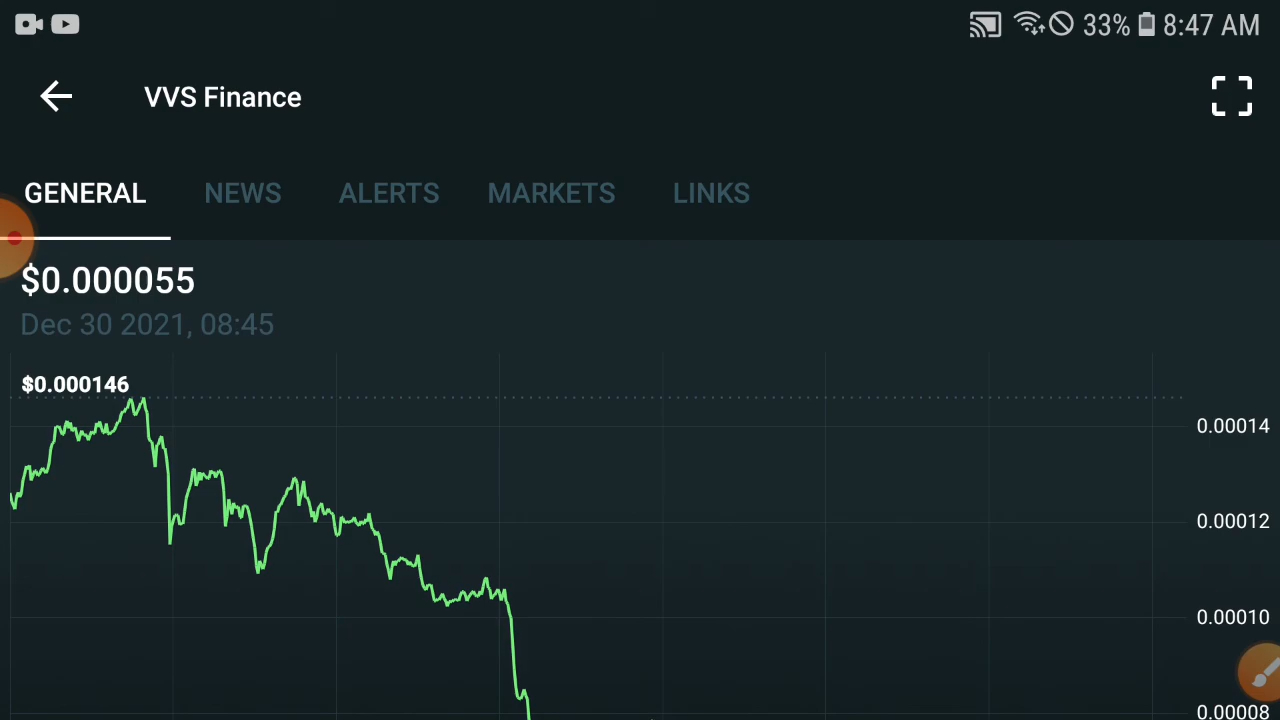 33% 8:47 AM
VVS Finance
GENERAL NEWS ALERTS MARKETS LINKS
$0.000055
Dec 30 2021, 08:45
$0.000146
0.00014
0.00012
0.00010
0.00008